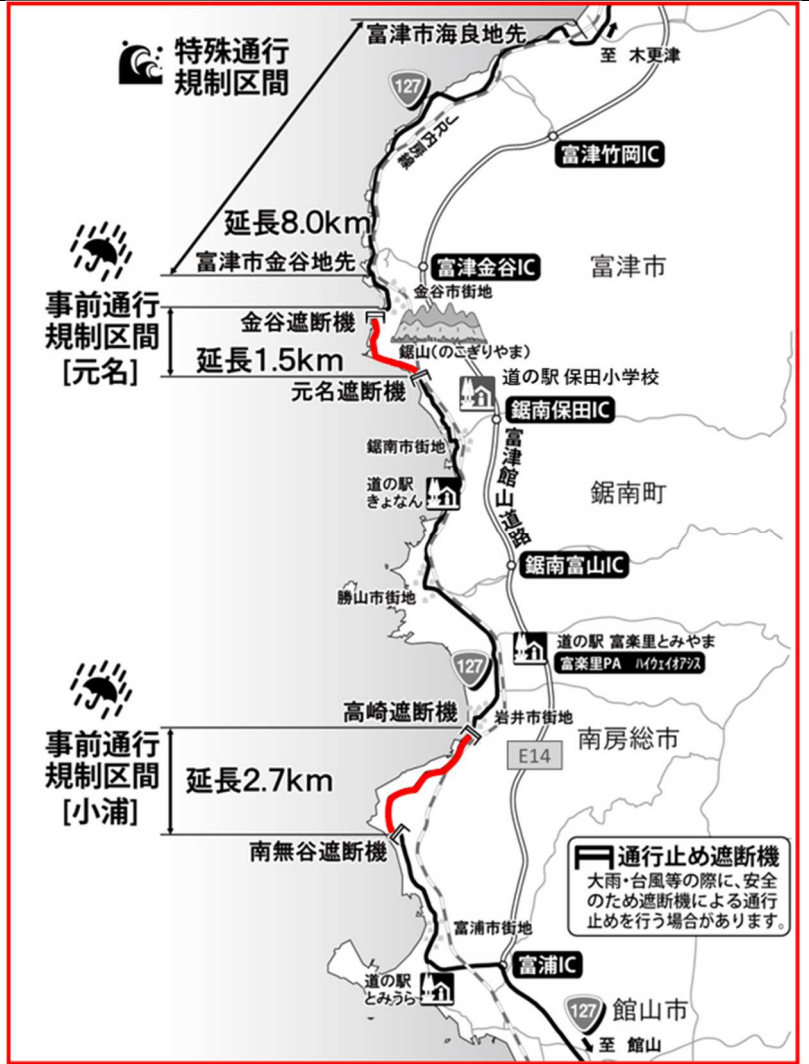 富津市海良地先
至 木更津
特殊通行
規制区間
127
JR内房線
富津竹岡IC
延長8.0km
富津市金谷地先
富津金谷IC
富津市
金谷市街地
事前通行
規制区間
[元名]
金谷遮断機
延長1.5km
鋸山(のこぎりやま)
元名遮断機
道の駅 保田小学校
鋸南保田IC
富津館山道路
鋸南市街地
道の駅
きょなん
鋸南町
鋸南富山IC
勝山市街地
道の駅 富楽里とみやま
富楽里PA ハイウェイオアシス
127
事前通行
規制区間
[小浦]
高崎遮断機
岩井市街地
南房総市
E14
延長2.7km
南無谷遮断機
通行止め遮断機
大雨・台風等の際に、安全
のため遮断機による通行
止めを行う場合があります。
富浦市街地
富浦IC
道の駅
とみうら
127
館山市
至 館山